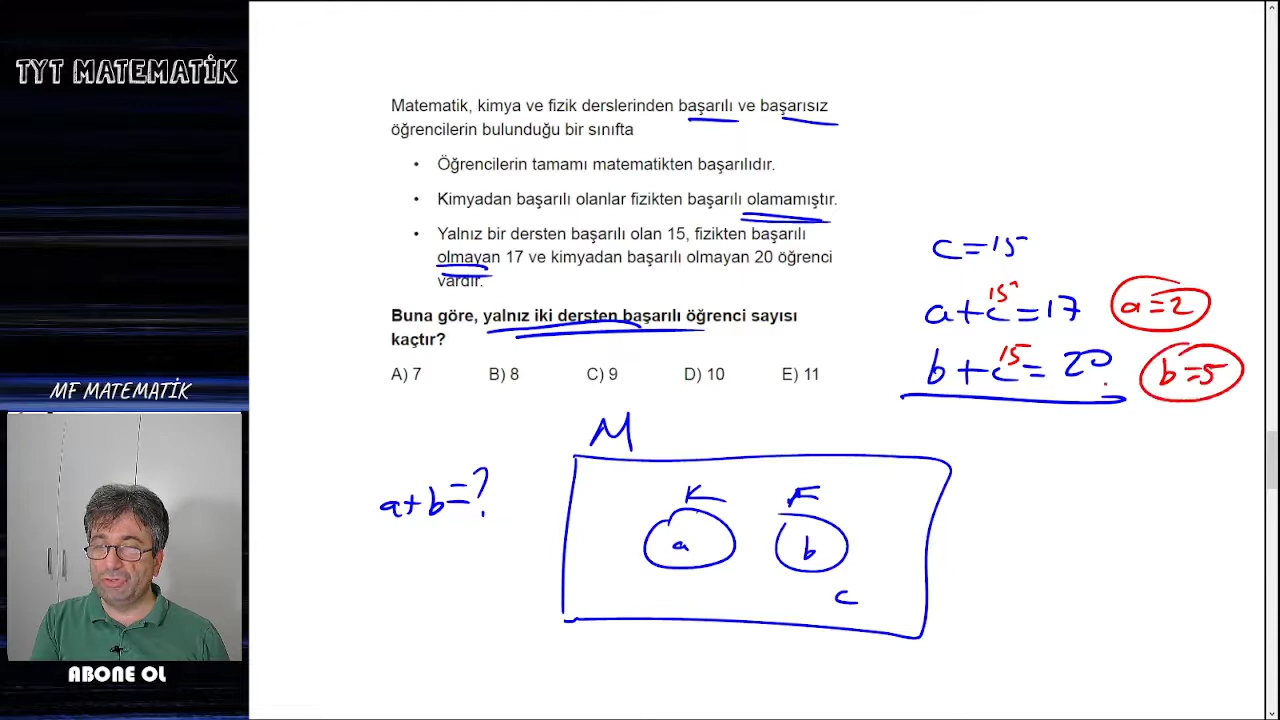 TYT MATEMATİK
Matematik, kimya ve fizik derslerinden başarılı ve başarısız
öğrencilerin bulunduğu bir sınıfta
• Öğrencilerin tamamı matematikten başarılıdır.
• Kimyadan başarılı olanlar fizikten başarılı olamamıştır.
• Yalnız bir dersten başarılı olan 15, fizikten başarılı
olmayan 17 ve kimyadan başarılı olmayan 20 öğrenci
vardır.
Buna göre, yalnız iki dersten başarılı öğrenci sayısı
kaçtır?
A) 7 B) 8 C) 9 D) 10 E) 11
c=15
15
a+c=17 a=2
15
b+c=20 b=5
MF MATEMATİK
M
a+b=?
K F
a b
c
ABONE OL